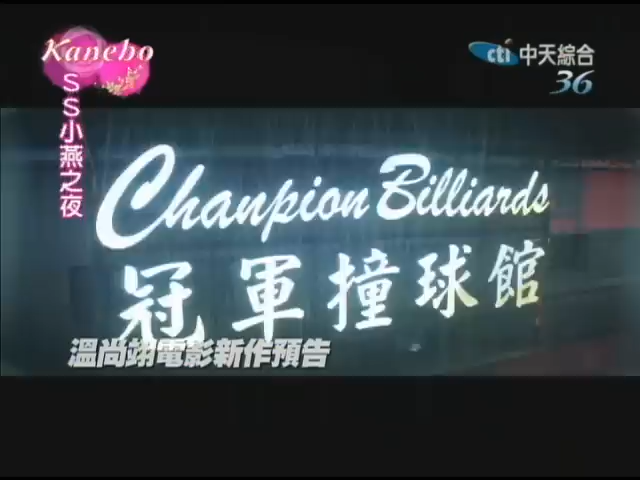 Kanebo
SS小燕之夜
cti 中天綜合
36
Chanpion Billiards
冠軍撞球館
溫尚翊電影新作預告